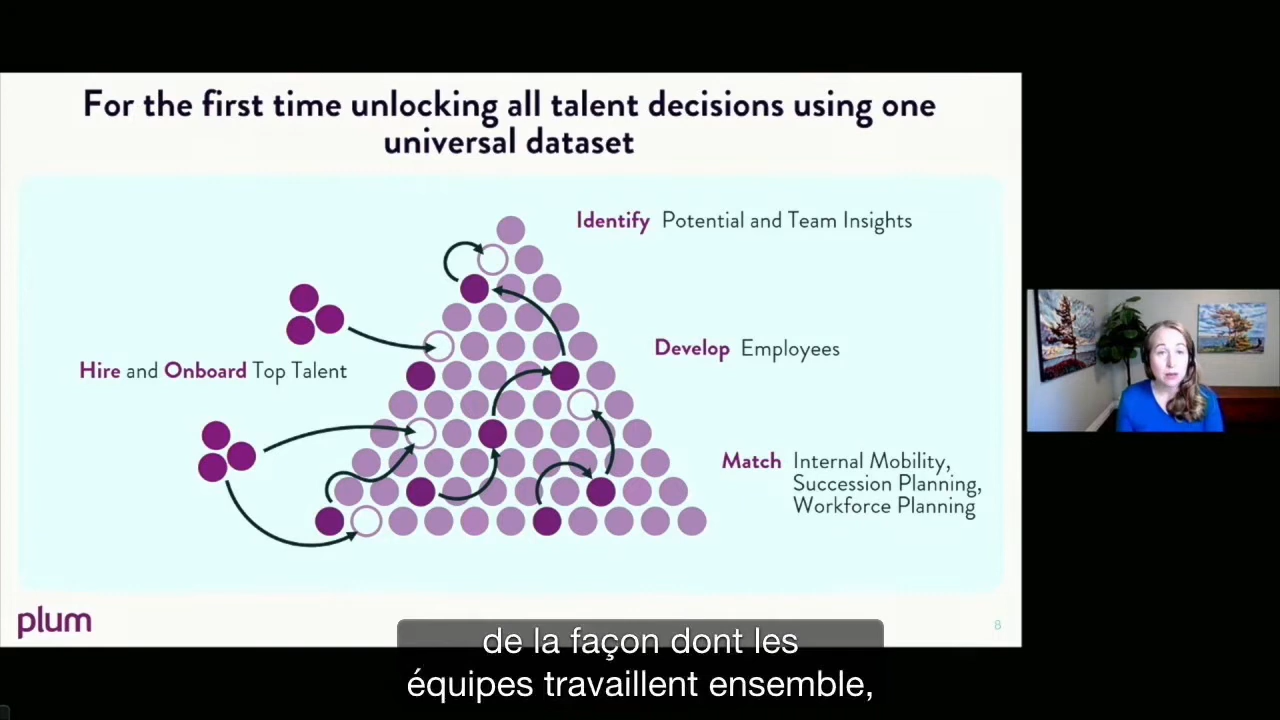 For the first time unlocking all talent decisions using one
universal dataset
Identify Potential and Team Insights
Develop Employees
Hire and Onboard Top Talent
Match Internal Mobility,
Succession Planning,
Workforce Planning
plum
8
de la façon dont les
équipes travaillent ensemble,